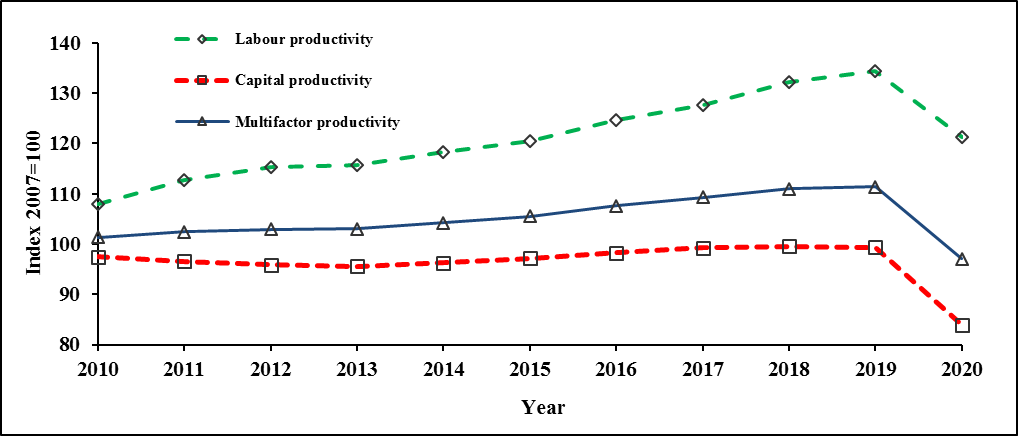 Labour productivity
Capital productivity
Multifactor productivity
Index 2007=100
140
130
120
110
100
90
80
2010 2011 2012 2013 2014 2015 2016 2017 2018 2019 2020
Year